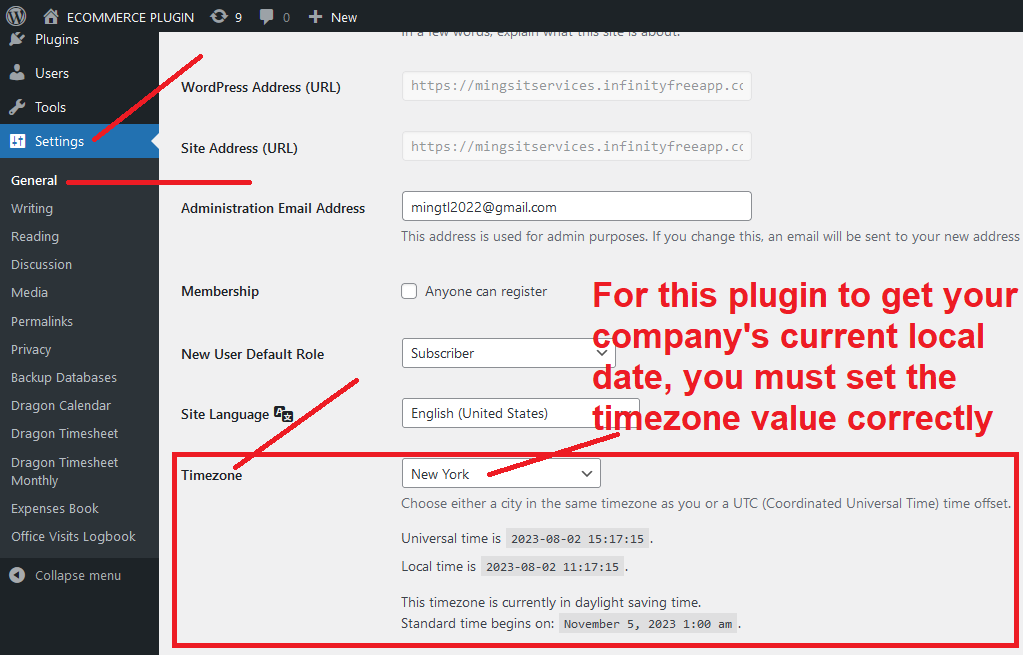 ECOMMERCE PLUGIN 9 0 New
Plugins
Users
Tools
Settings
General
Writing
Reading
Discussion
Media
Permalinks
Privacy
Backup Databases
Dragon Calendar
Dragon Timesheet
Dragon Timesheet
Monthly
Expenses Book
Office Visits Logbook
Collapse menu
In a few words, explain what this site is about.
WordPress Address (URL) https://mingsitservices.infinityfreeapp.cc
Site Address (URL) https://mingsitservices.infinityfreeapp.cc
Administration Email Address mingtl2022@gmail.com
This address is used for admin purposes. If you change this, an email will be sent to your new address
Membership Anyone can register
New User Default Role Subscriber
Site Language English (United States)
For this plugin to get your
company's current local
date, you must set the
timezone value correctly
Timezone New York
Choose either a city in the same timezone as you or a UTC (Coordinated Universal Time) time offset.
Universal time is 2023-08-02 15:17:15 .
Local time is 2023-08-02 11:17:15 .
This timezone is currently in daylight saving time.
Standard time begins on: November 5, 2023 1:00 am .